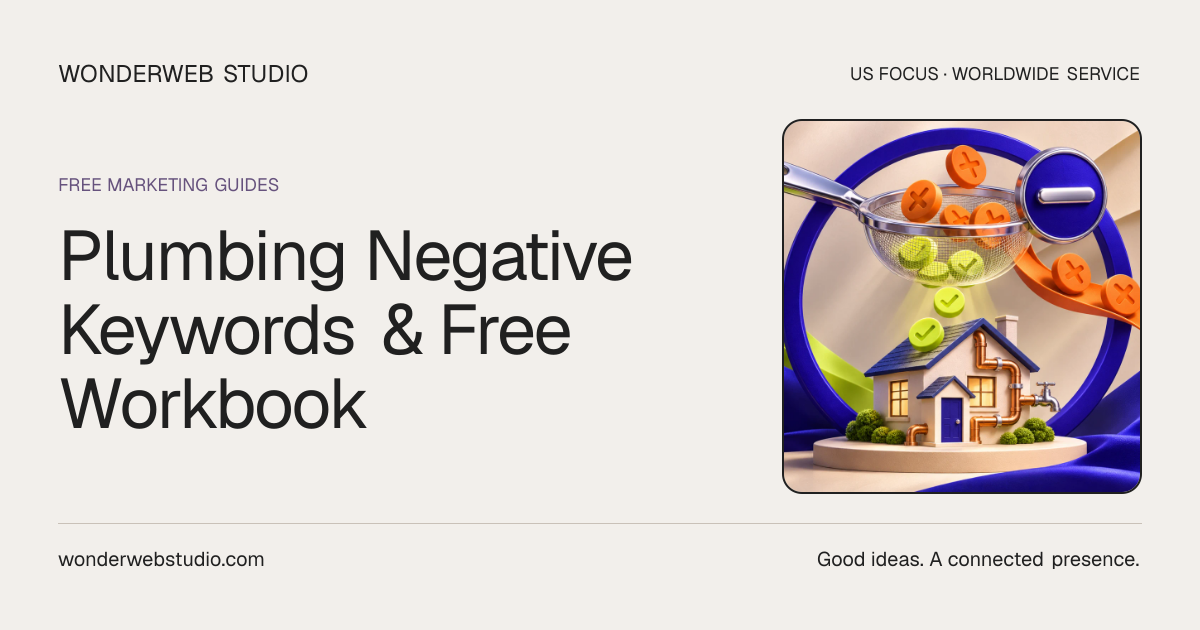 WONDERWEB STUDIO
US FOCUS · WORLDWIDE SERVICE
FREE MARKETING GUIDES
Plumbing Negative
Keywords & Free
Workbook
wonderwebstudio.com
Good ideas. A connected presence.